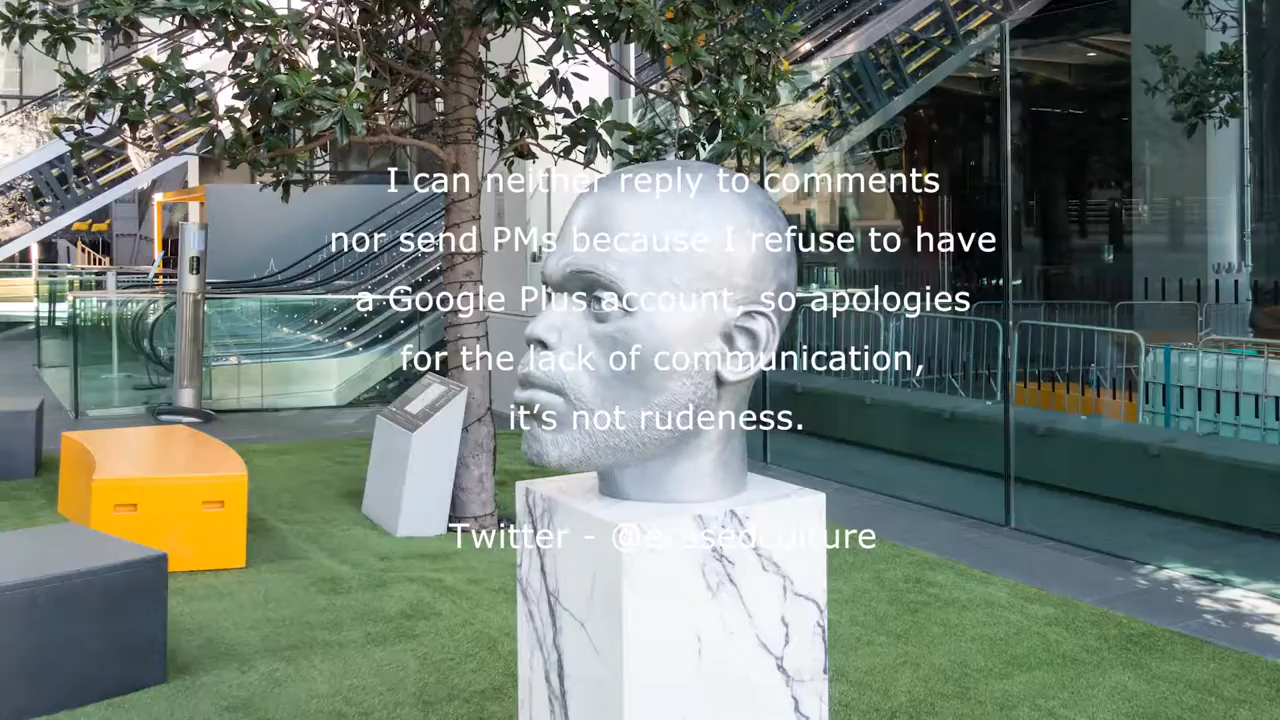 I can neither reply to comments
nor send PMs because I refuse to have
a Google Plus account, so apologies
for the lack of communication,
it's not rudeness.
Twitter - @erasedculture